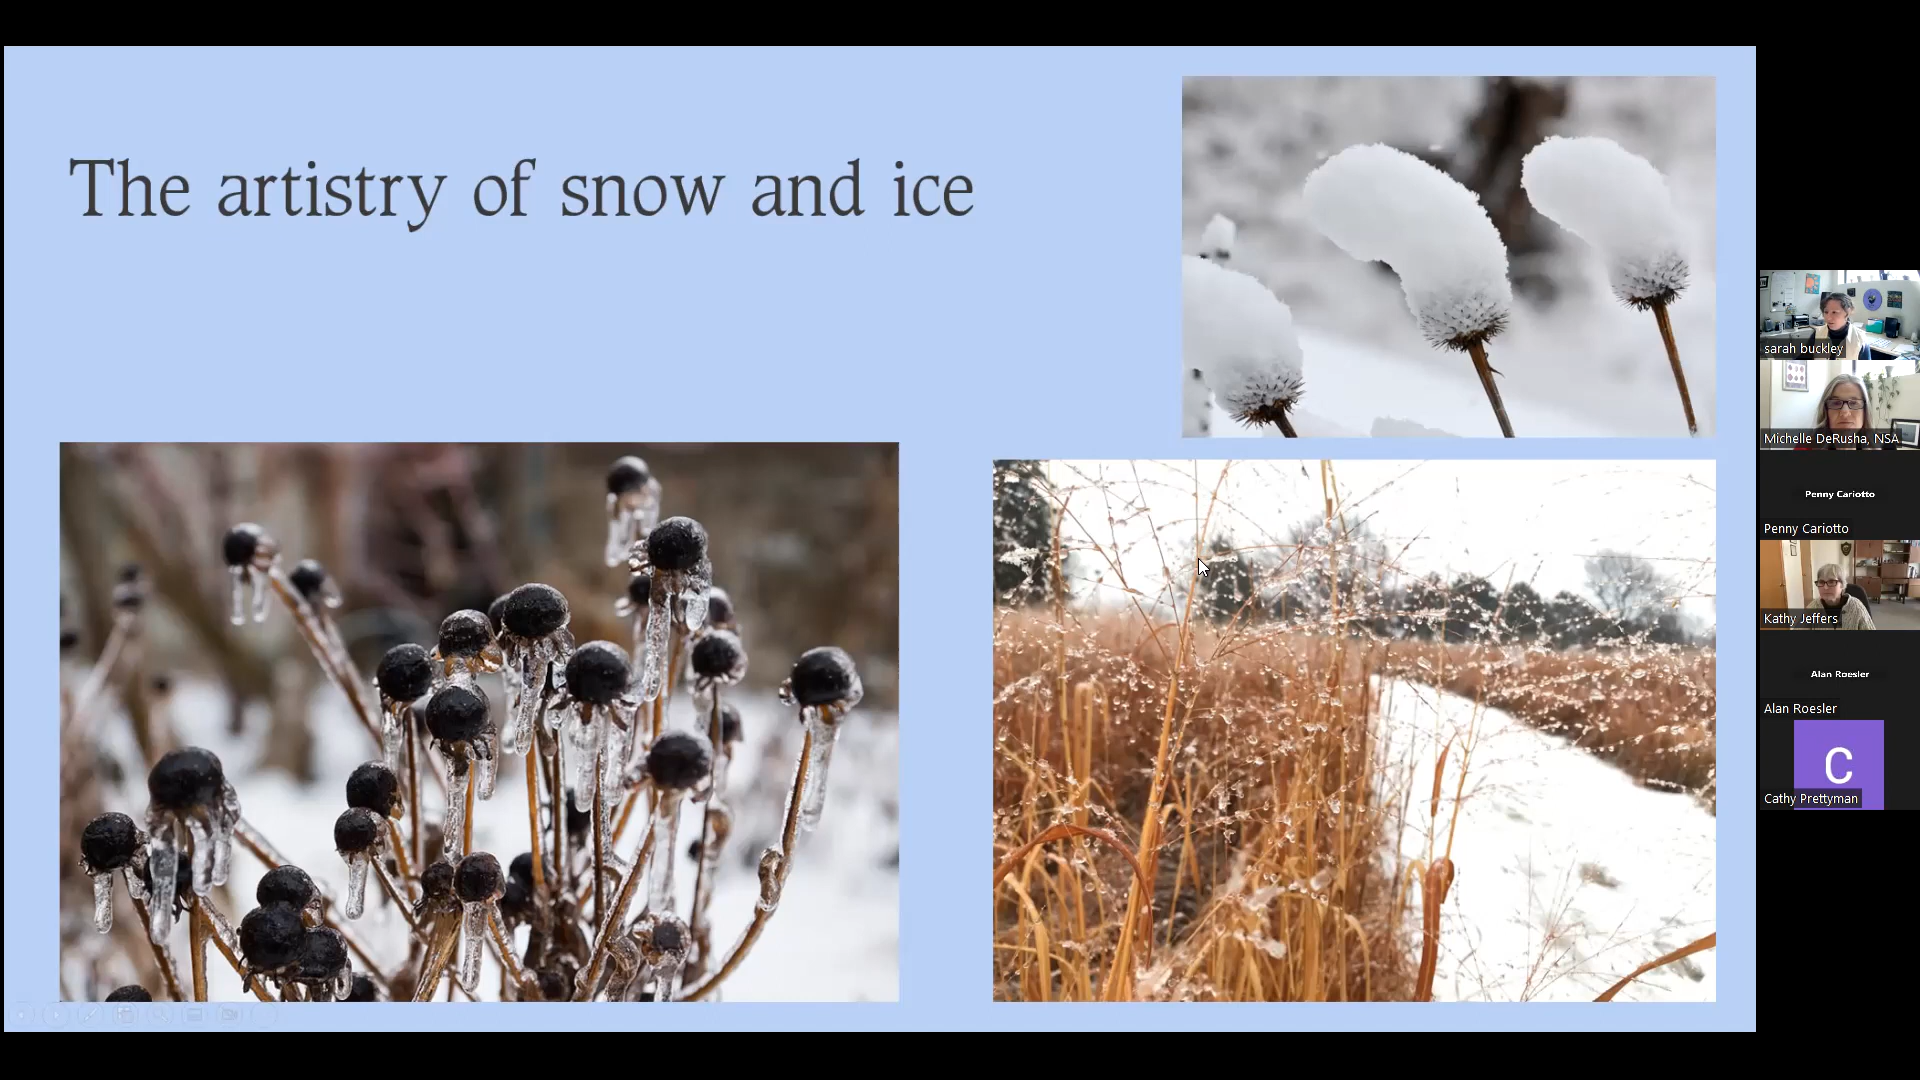 The artistry of snow and ice
sarah buckley
Michelle DeRusha, NSA
Penny Cariotto
Penny Cariotto
Kathy Jeffers
Alan Roesler
Alan Roesler
C
Cathy Prettyman